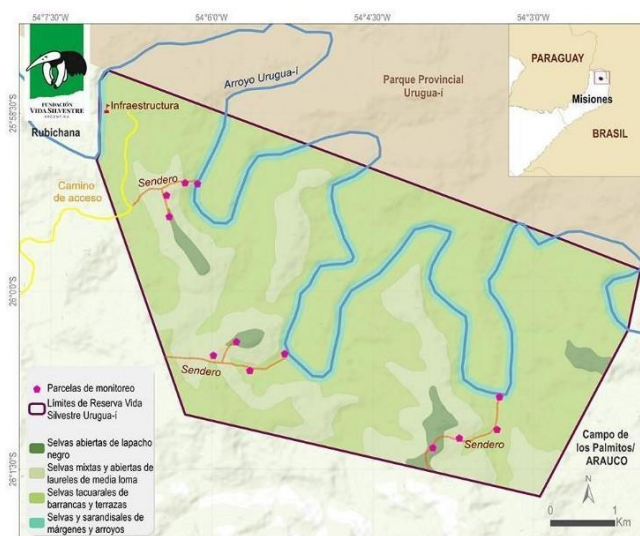 54°7'30"S
54°6'0"W
54°4'30"W
54°3'0"W
FUNDACIÓN
VIDA SILVESTRE
ARGENTINA
Rubichana
Infraestructura
Arroyo Urugua-í
Parque Provincial
Urugua-í
PARAGUAY
Misiones
BRASIL
25°58'30"S
Camino
de acceso
Sendero
26°0'0"S
Sendero
Sendero
26°1'30"S
Campo de
los Palmitos/
ARAUCO
Parcelas de monitoreo
Límites de Reserva Vida
Silvestre Urugua-í
Selvas abiertas de lapacho
negro
Selvas mixtas y abiertas de
laureles de media loma
Selvas tacuarales de
barrancas y terrazas
Selvas y sarandisales de
márgenes y arroyos
N
0 1
Km